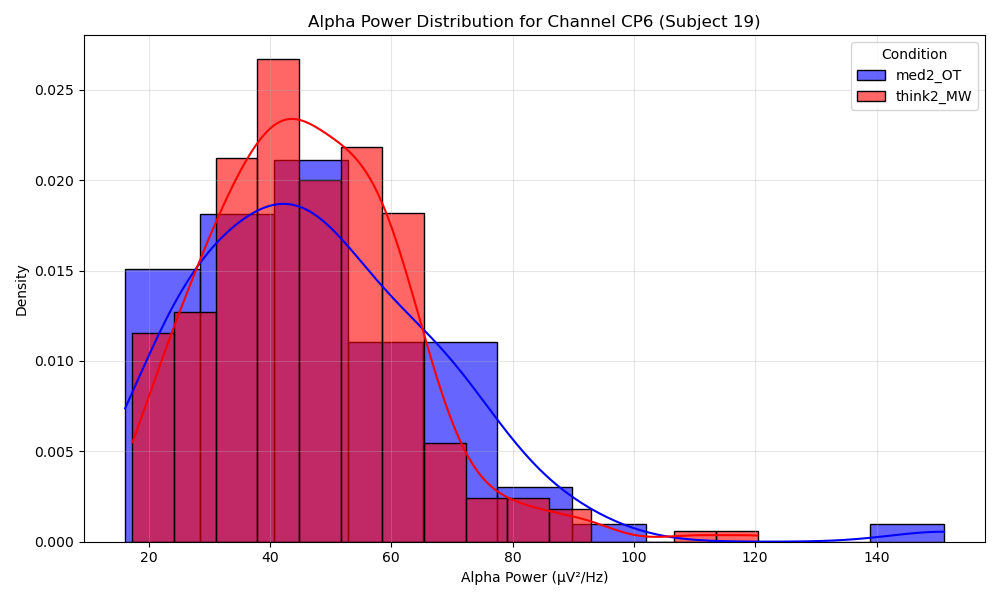 Alpha Power Distribution for Channel CP6 (Subject 19)
Condition
med2_OT
think2_MW
Density
0.025
0.020
0.015
0.010
0.005
0.000
20 40 60 80 100 120 140
Alpha Power (μV²/Hz)